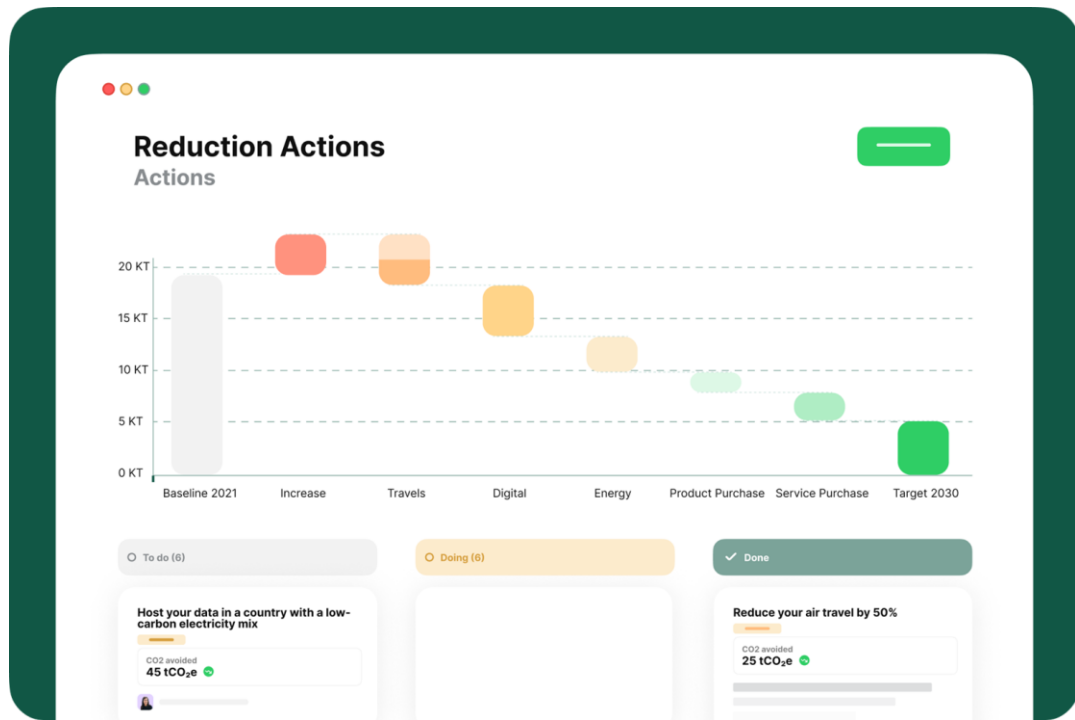 Reduction Actions
Actions
20 KT
15 KT
10 KT
5 KT
0 KT
Baseline 2021 Increase Travels Digital Energy Product Purchase Service Purchase Target 2030
To do (6) Doing (6) Done
Host your data in a country with a low-
carbon electricity mix
CO2 avoided
45 tCO₂e
Reduce your air travel by 50%
CO2 avoided
25 tCO₂e